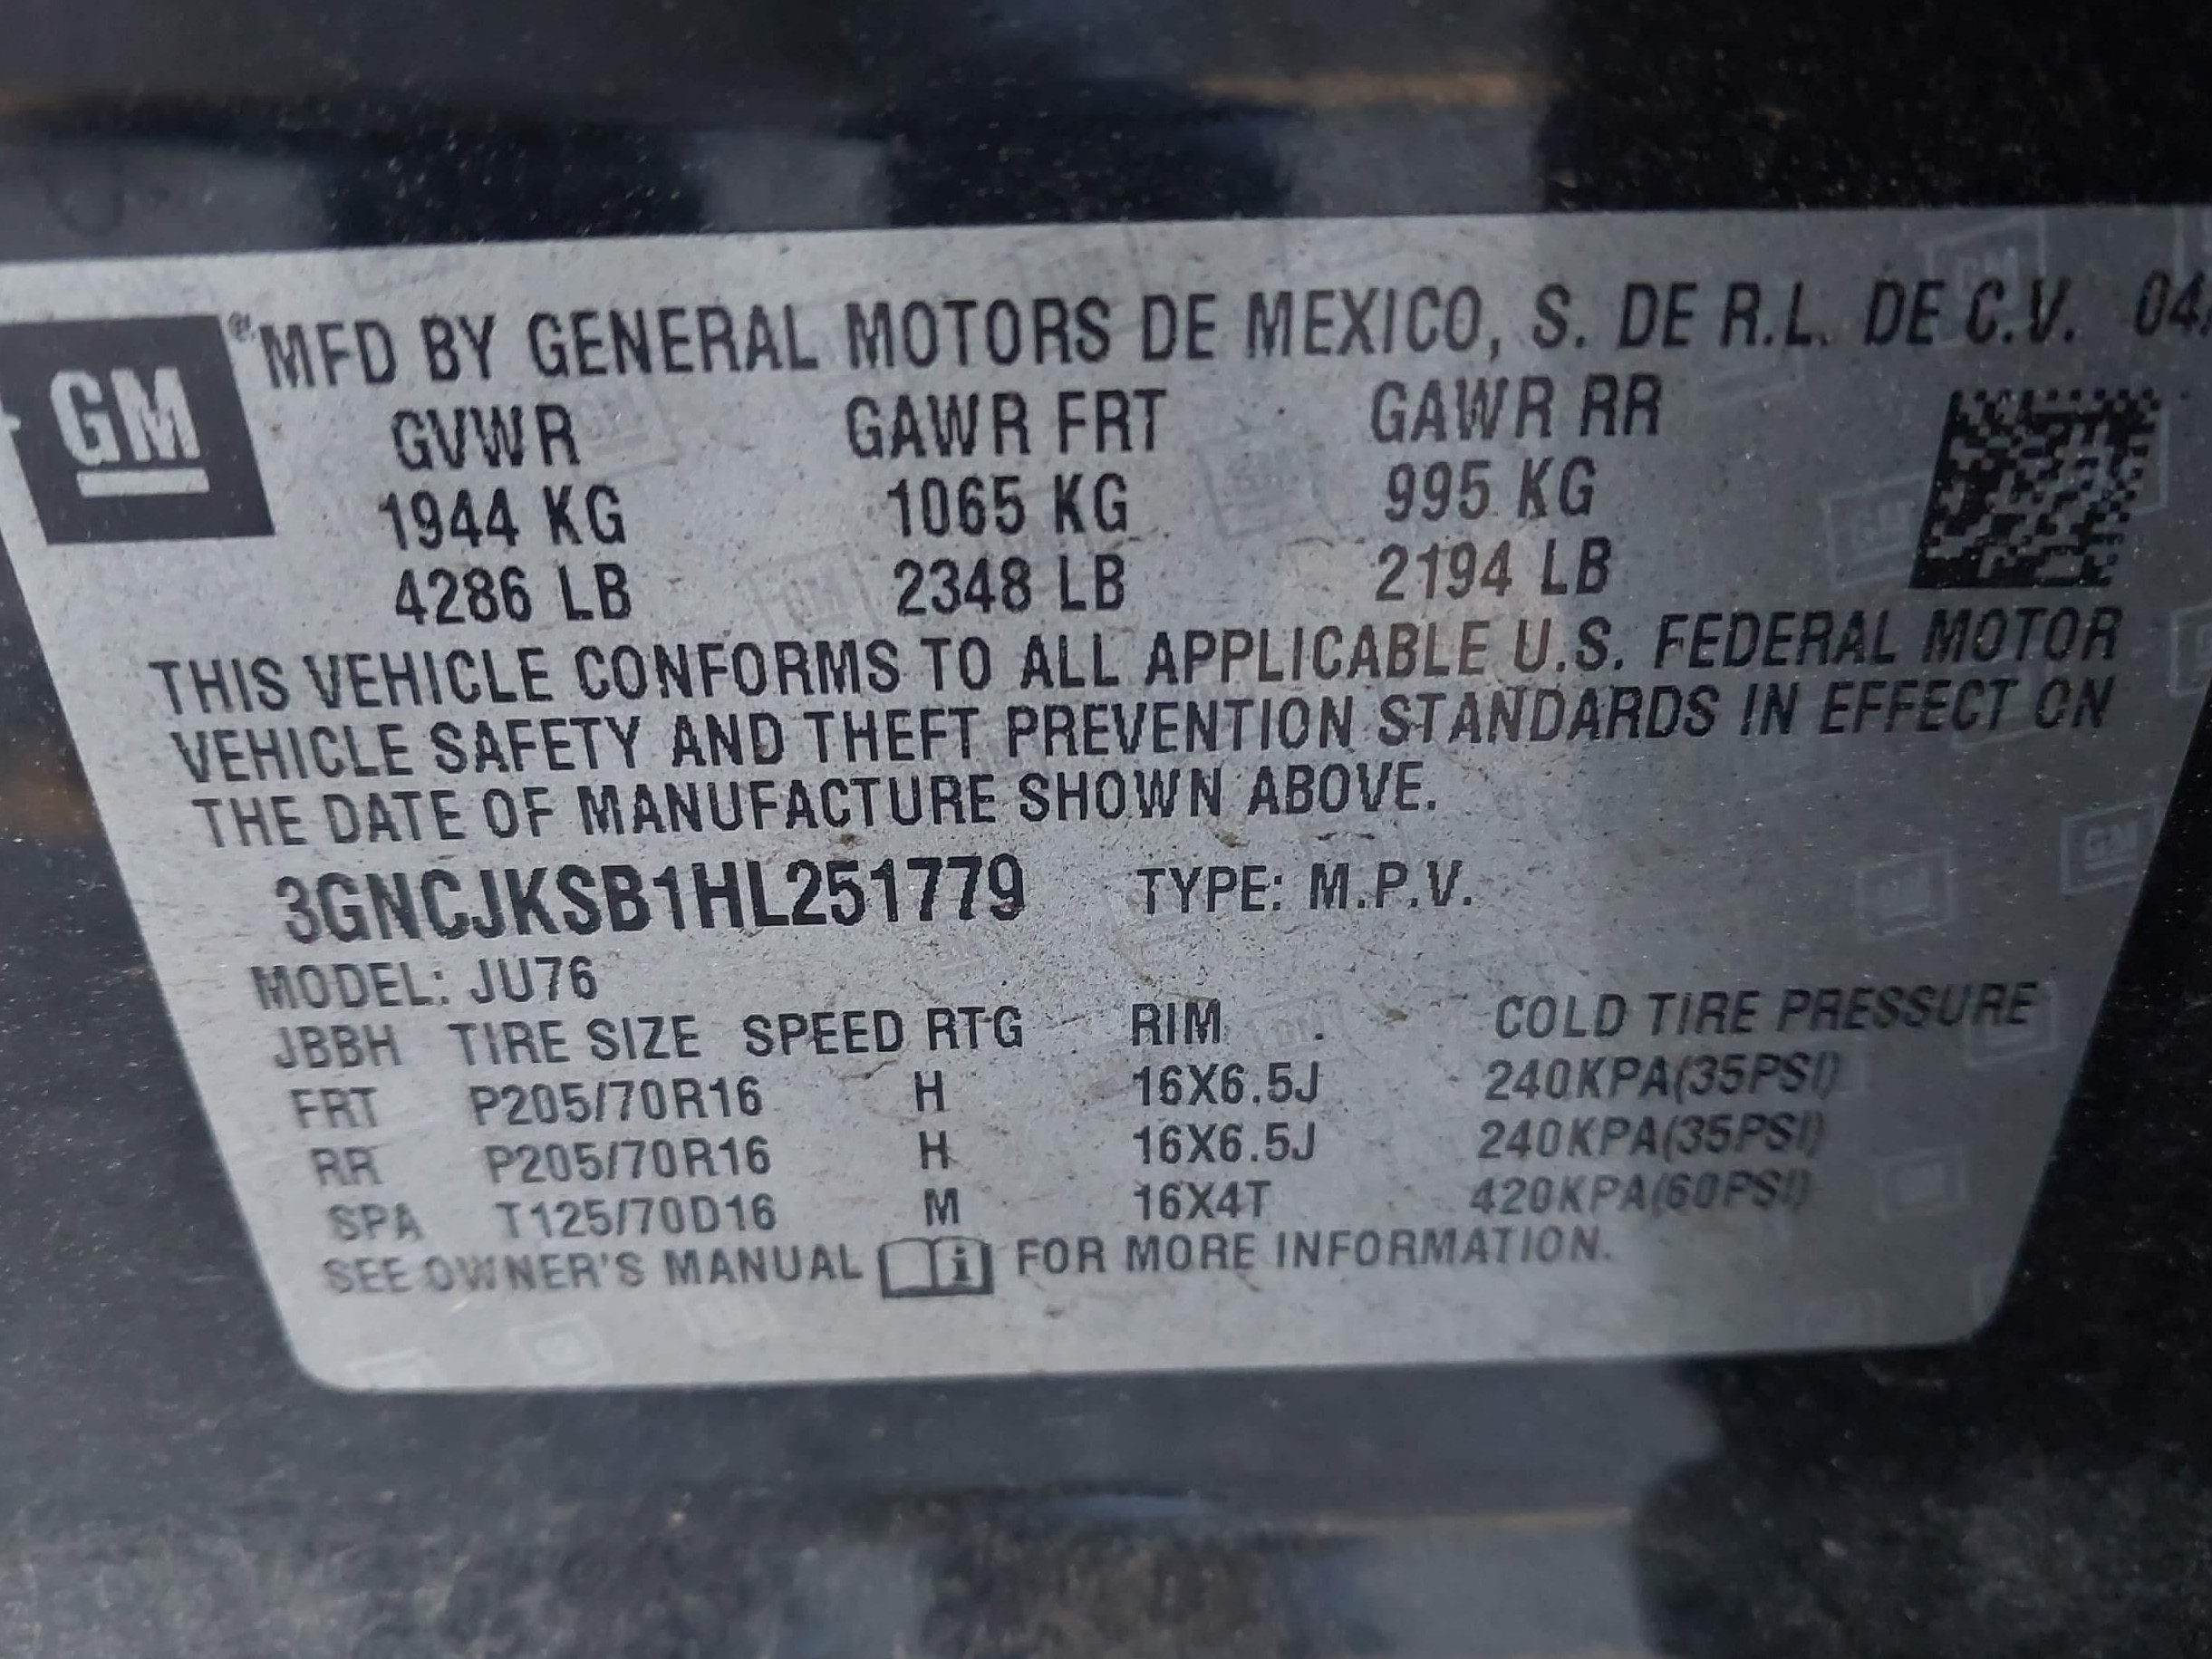 GM
® MFD BY GENERAL MOTORS DE MEXICO, S. DE R.L. DE C.V. 04
GVWR GAWR FRT GAWR RR
1944 KG 1065 KG 995 KG
4286 LB 2348 LB 2194 LB
THIS VEHICLE CONFORMS TO ALL APPLICABLE U.S. FEDERAL MOTOR
VEHICLE SAFETY AND THEFT PREVENTION STANDARDS IN EFFECT ON
THE DATE OF MANUFACTURE SHOWN ABOVE.
3GNCJKSB1HL251779 TYPE: M.P.V.
MODEL: JU76
JBBH TIRE SIZE SPEED RTG RIM COLD TIRE PRESSURE
FRT P205/70R16 H 16X6.5J 240KPA(35PSI)
RR P205/70R16 H 16X6.5J 240KPA(35PSI)
SPA T125/70D16 M 16X4T 420KPA(60PSI)
SEE OWNER'S MANUAL i FOR MORE INFORMATION.